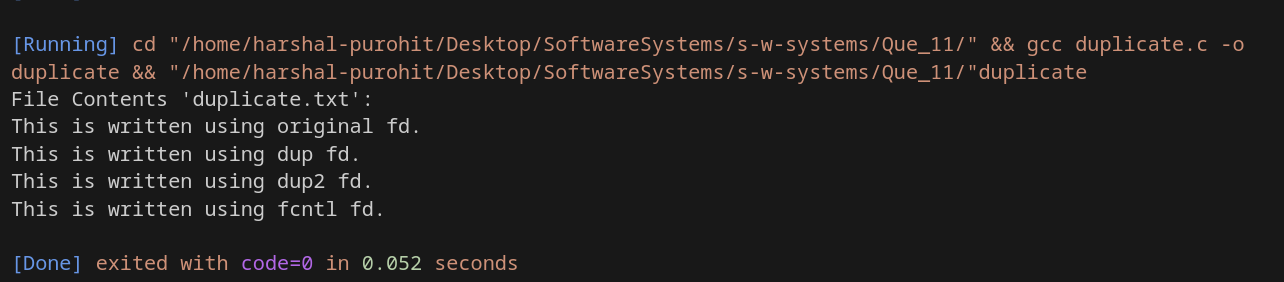 [Running] cd "/home/harshal-purohit/Desktop/SoftwareSystems/s-w-systems/Que_11/" && gcc duplicate.c -o
duplicate && "/home/harshal-purohit/Desktop/SoftwareSystems/s-w-systems/Que_11/"duplicate
File Contents 'duplicate.txt':
This is written using original fd.
This is written using dup fd.
This is written using dup2 fd.
This is written using fcntl fd.
[Done] exited with code=0 in 0.052 seconds